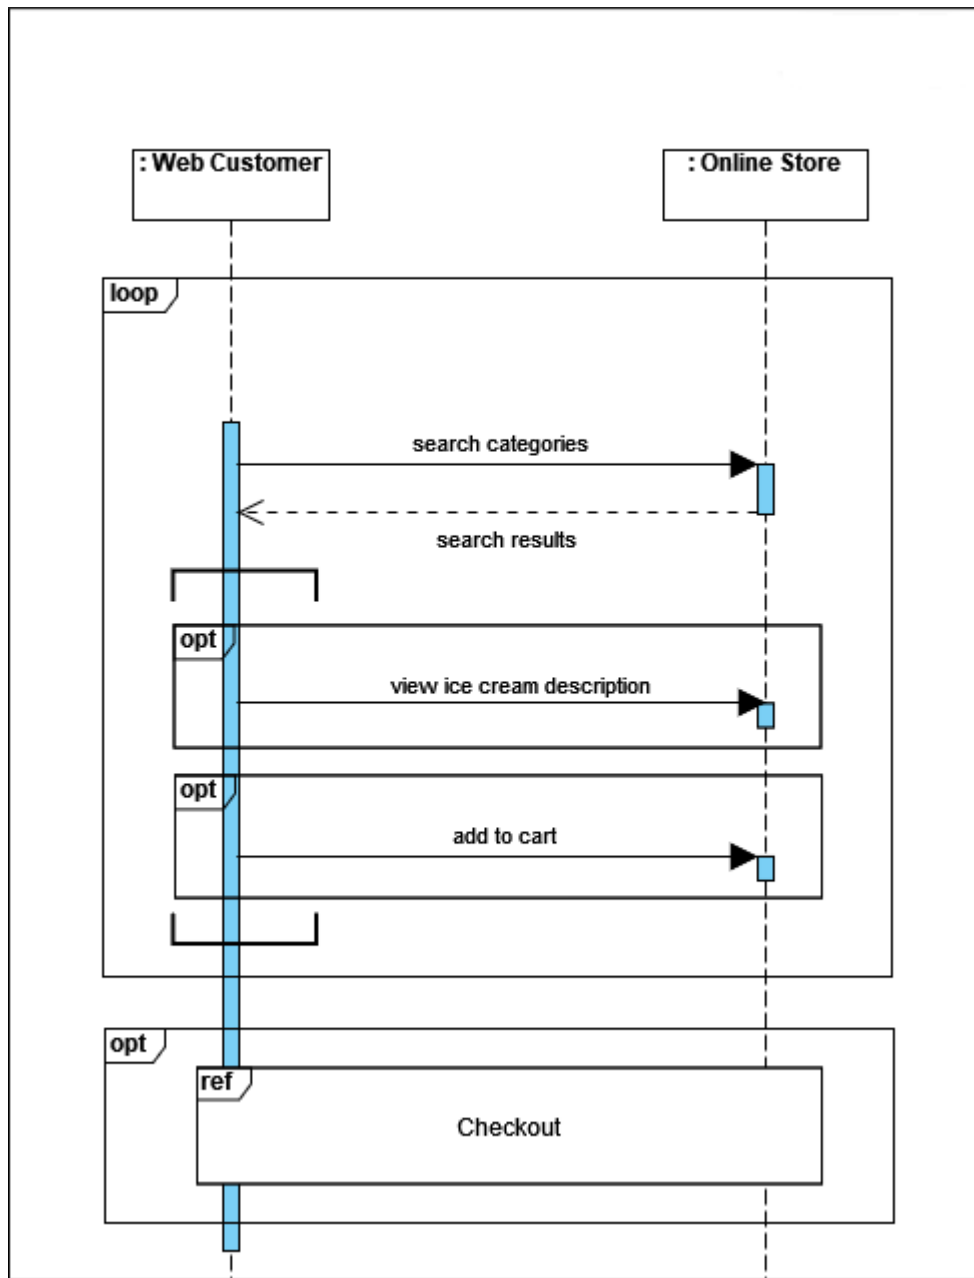 : Web Customer
: Online Store
loop
search categories
search results
opt
view ice cream description
opt
add to cart
opt
ref
Checkout